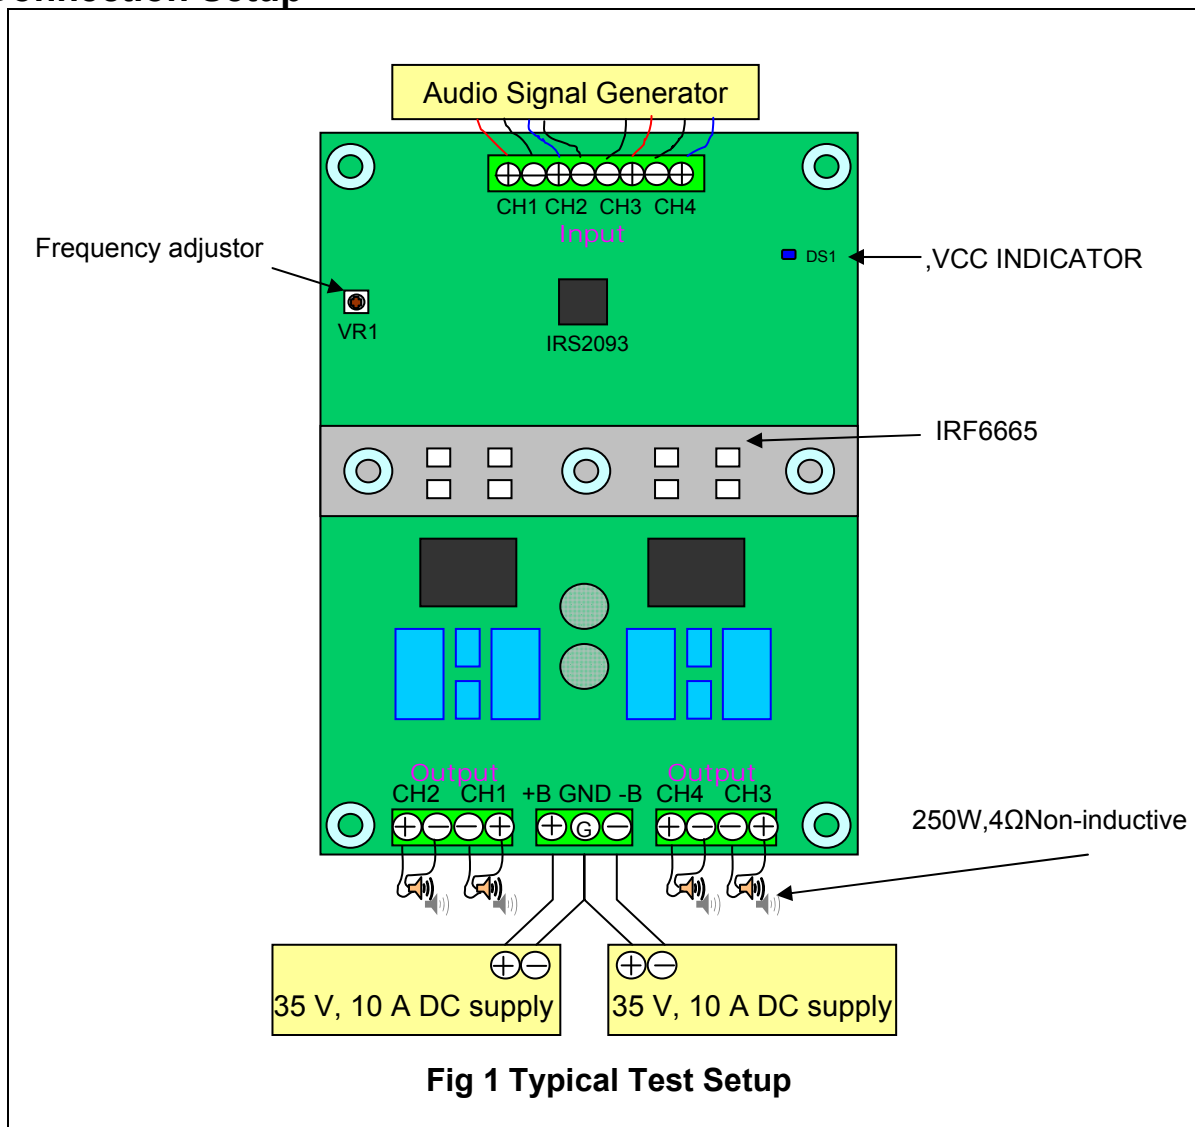 Connection Setup
Audio Signal Generator
CH1 CH2 CH3 CH4
Input
Frequency adjustor
DS1
,VCC INDICATOR
VR1
IRS2093
IRF6665
Output
Output
CH2 CH1 +B GND -B CH4 CH3
G
250W,4ΩNon-inductive
35 V, 10 A DC supply
35 V, 10 A DC supply
Fig 1 Typical Test Setup